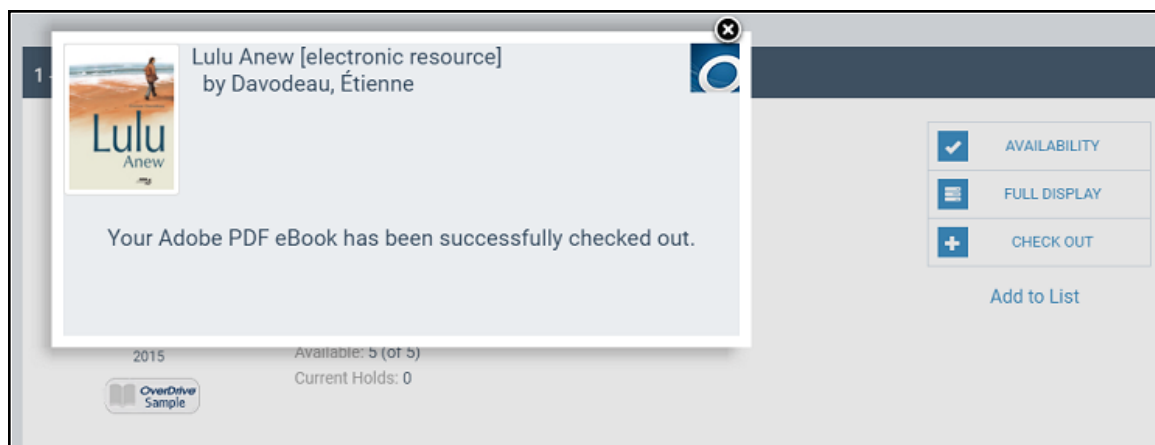 1
Lulu Anew [electronic resource]
by Davodeau, Étienne
Lulu
Anew
Your Adobe PDF eBook has been successfully checked out.
AVAILABILITY
FULL DISPLAY
CHECK OUT
Add to List
2015
Available: 5 (of 5)
Current Holds: 0
OverDrive
Sample